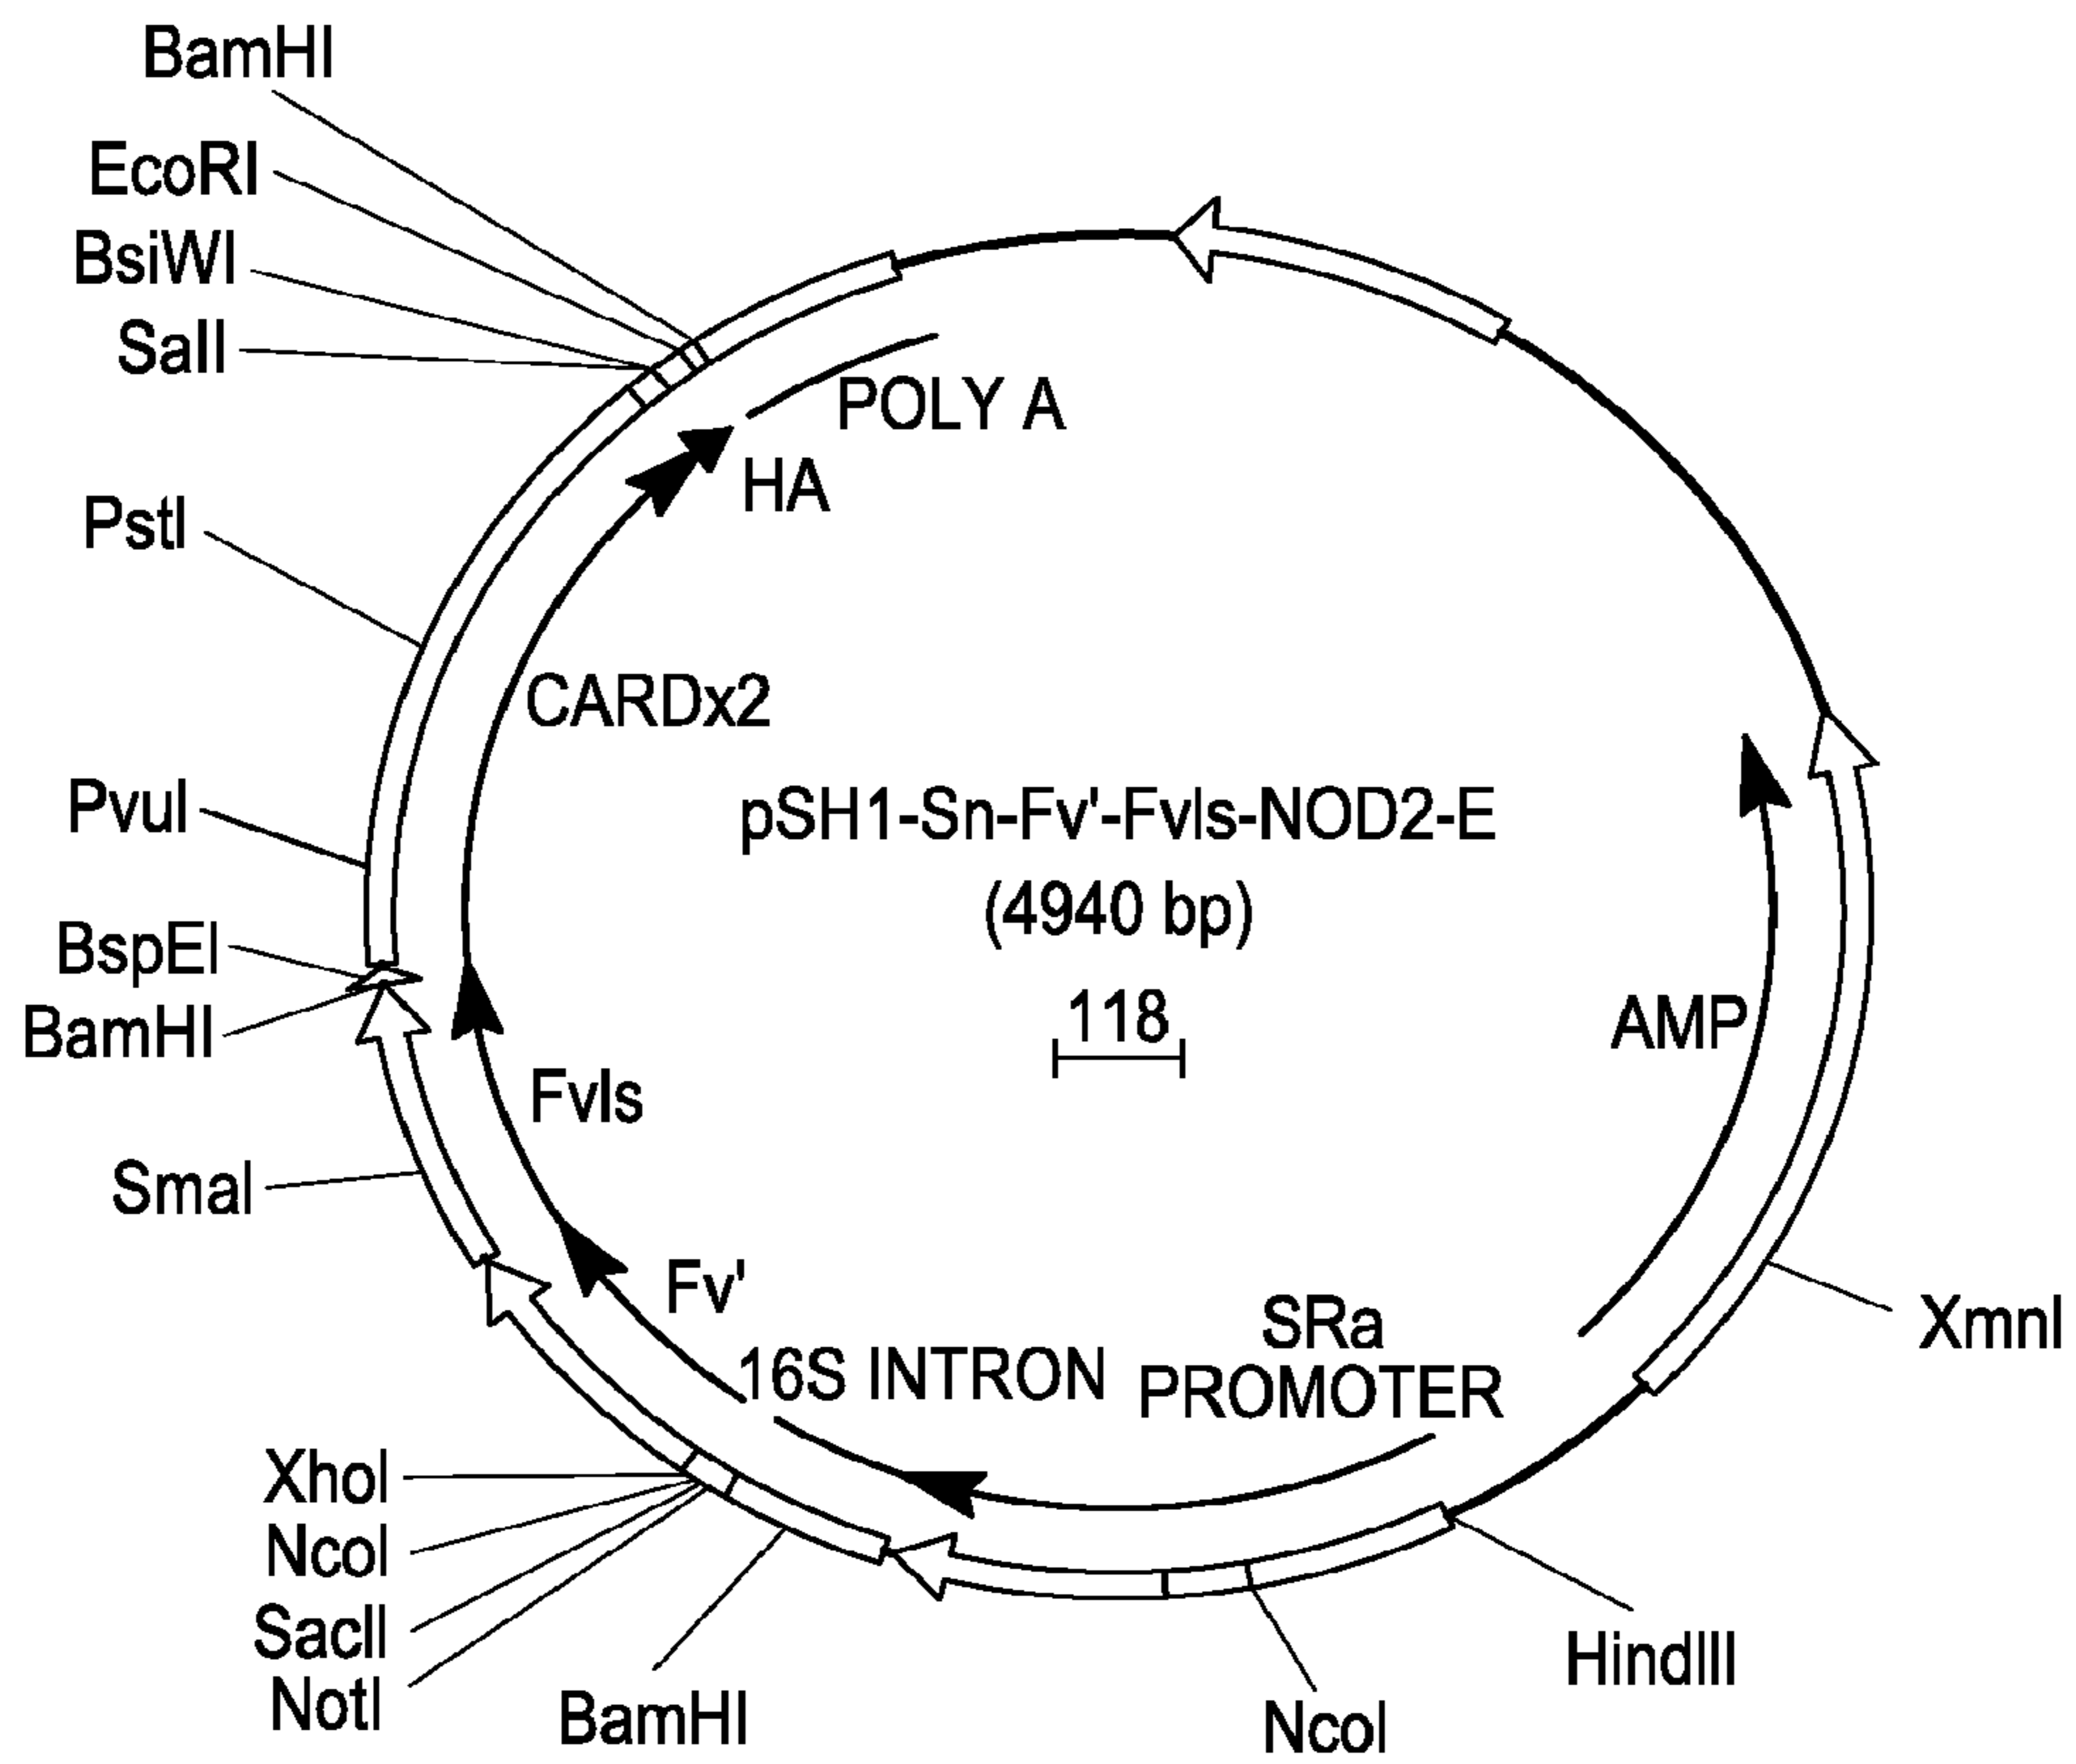 BamHI
EcoRI
BsiWI
SalI
POLY A
HA
PstI
CARDx2
PvuI
pSH1-Sn-Fv'-Fvls-NOD2-E
(4940 bp)
BspEI
118
BamHI
AMP
Fvls
SmaI
Fv'
SRa
PROMOTER
16S INTRON
XmnI
XhoI
NcoI
SacII
NotI
BamHI
NcoI
HindIII